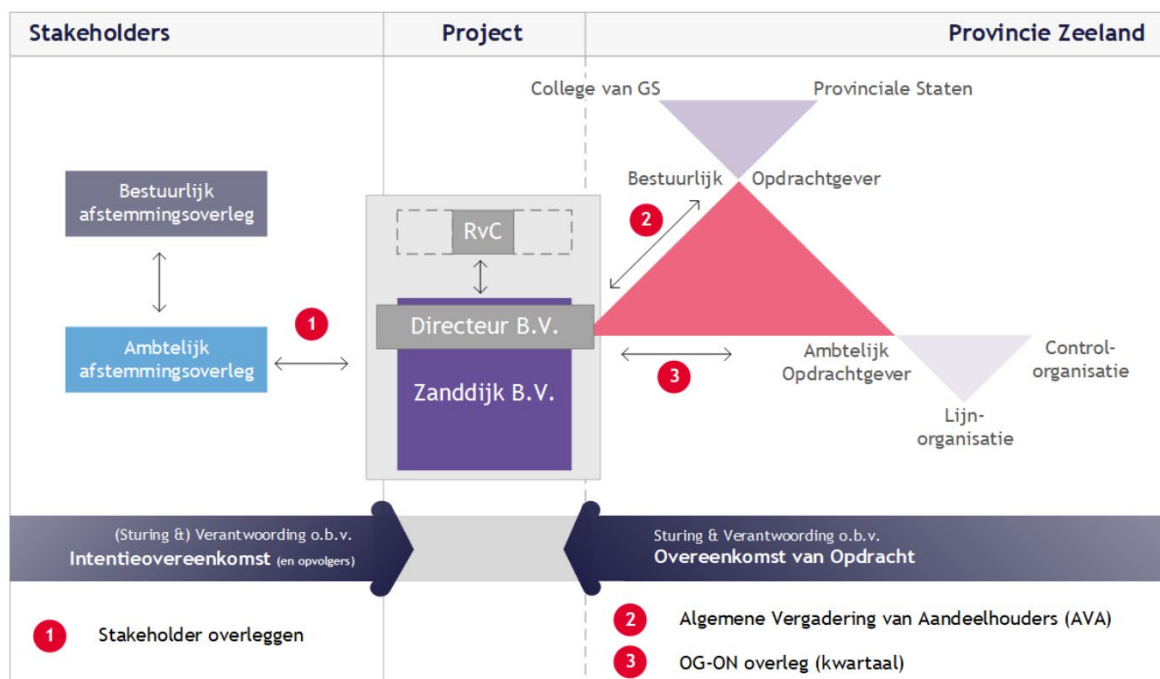 Stakeholders
Project
Provincie Zeeland
College van GS
Provinciale Staten
Bestuurlijk
afstemmingsoverleg
Bestuurlijk
Opdrachtgever
2
RvC
1
Directeur B.V.
Ambtelijk
afstemmingsoverleg
3
Ambtelijk
Opdrachtgever
Control-
organisatie
Zanddijk B.V.
Lijn-
organisatie
(Sturing &) Verantwoording o.b.v.
Intentieovereenkomst (en opvolgers)
Sturing & Verantwoording o.b.v.
Overeenkomst van Opdracht
1 Stakeholder overleggen
2 Algemene Vergadering van Aandeelhouders (AVA)
3 OG-ON overleg (kwartaal)